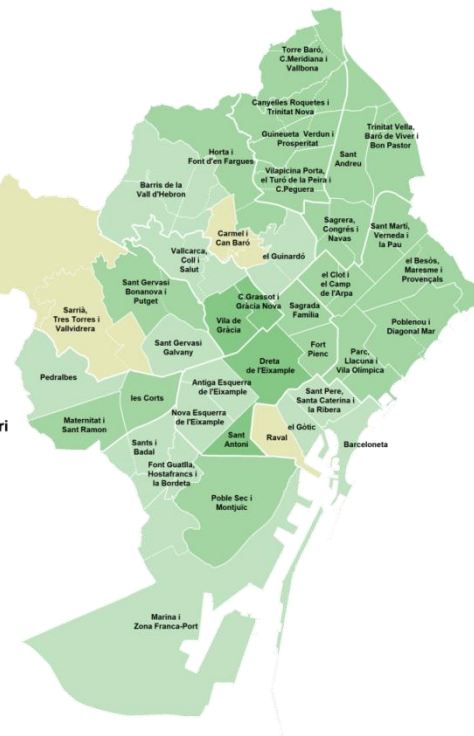 Torre Baró,
C.Meridiana i
Vallbona
Canyelles Roquetes i
Trinitat Nova
Guineueta Verdun i
Prosperitat
Trinitat Vella,
Baró de Viver i
Bon Pastor
Horta i
Font d'en Fargues
Vilapicina Porta,
el Turó de la Peira i
C.Peguera
Sant
Andreu
Barris de la
Vall d'Hebron
Carmel i
Can Baró
Sagrera,
Congrés i
Navas
Sant Martí,
Verneda i
la Pau
Vallcarca,
Coll i
Salut
el Guinardó
el Besòs,
Maresme i
Provençals
Sant Gervasi
Bonanova i
Putget
el Clot i
el Camp
de l'Arpa
C.Grassot i
Gràcia Nova
Sagrada
Família
Sarrià,
Tres Torres i
Vallvidrera
Vila de
Gràcia
Poblenou i
Diagonal Mar
Sant Gervasi
Galvany
Fort
Pienc
Parc,
Llacuna i
Vila Olímpica
Dreta
de l'Eixample
Pedralbes
Antiga Esquerra
de l'Eixample
les Corts
Sant Pere,
Santa Caterina i
la Ribera
Nova Esquerra
de l'Eixample
Maternitat i
Sant Ramon
ri
el Gòtic
Sant
Antoni
Raval
Barceloneta
Sants i
Badal
Font Guatlla,
Hostafrancs i
la Bordeta
Poble Sec i
Montjuïc
Marina i
Zona Franca-Port